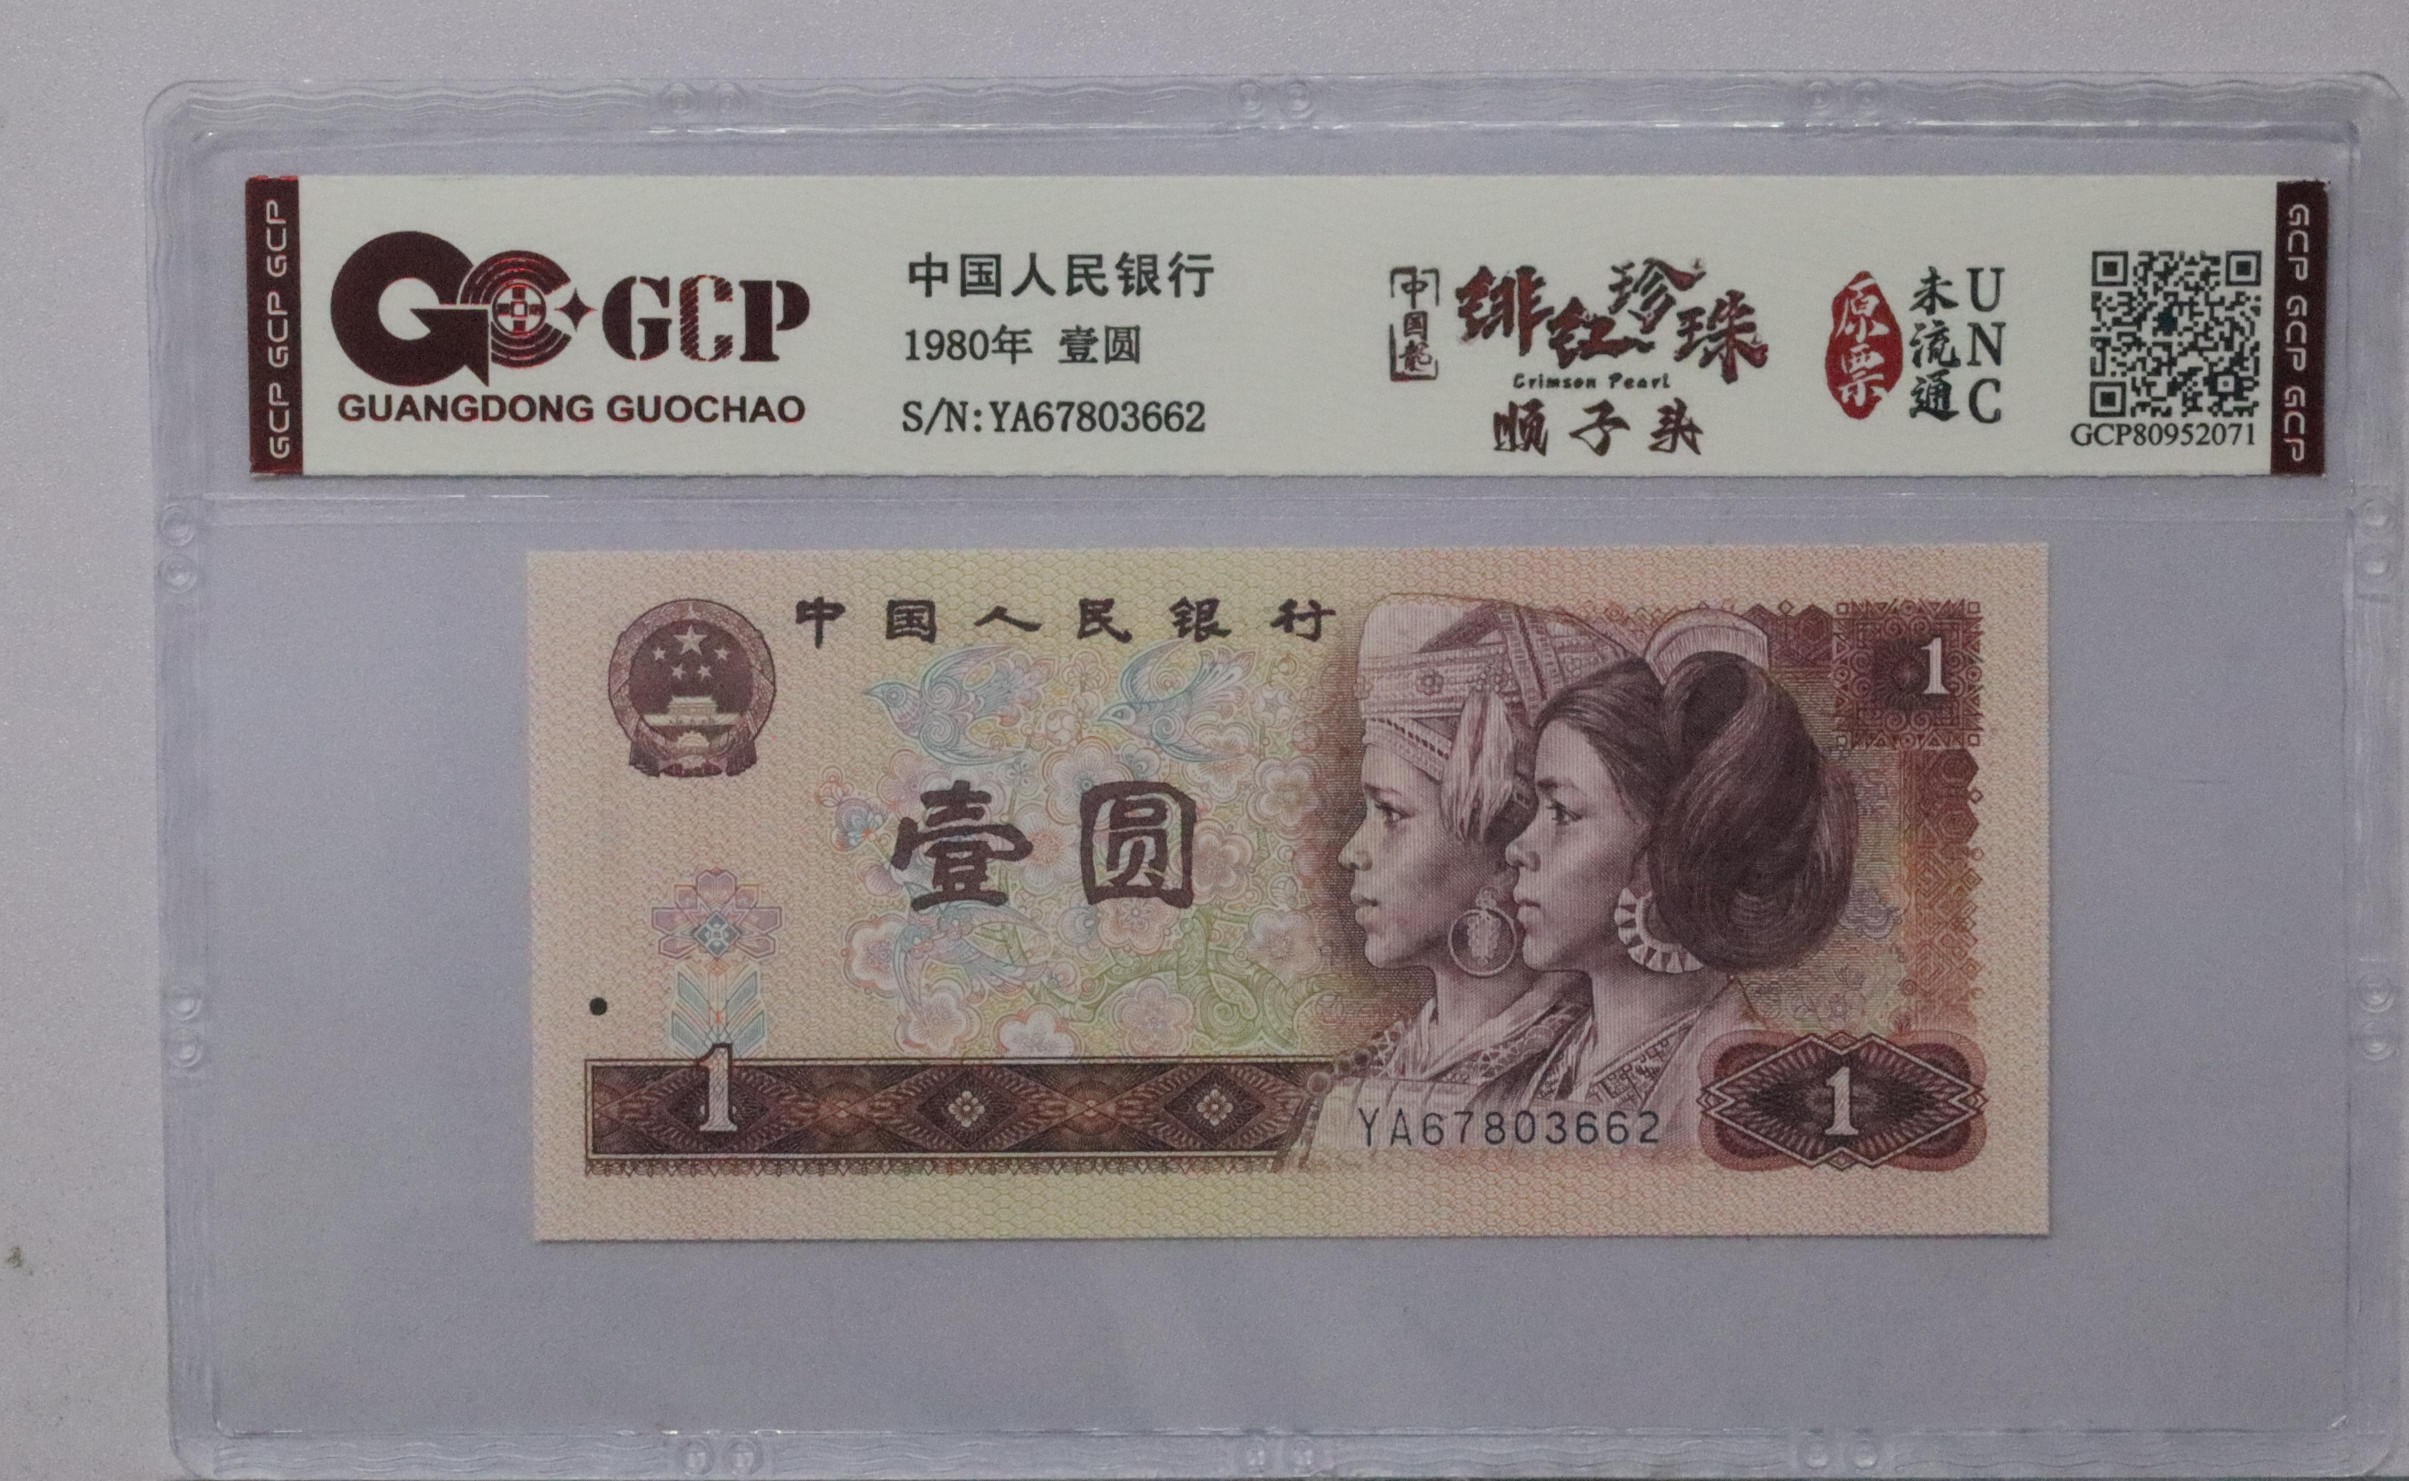 GCP GCP GCP
GCP
GUANGDONG GUOCHAO
中国人民银行
1980年 壹圆
S/N:YA67803662
中国龙
绯红珍珠
Crimson Pearl
顺子头
原票
未流通
UNC
GCP80952071
GCP GCP GCP
中国人民银行
1
壹圆
1
YA67803662
1